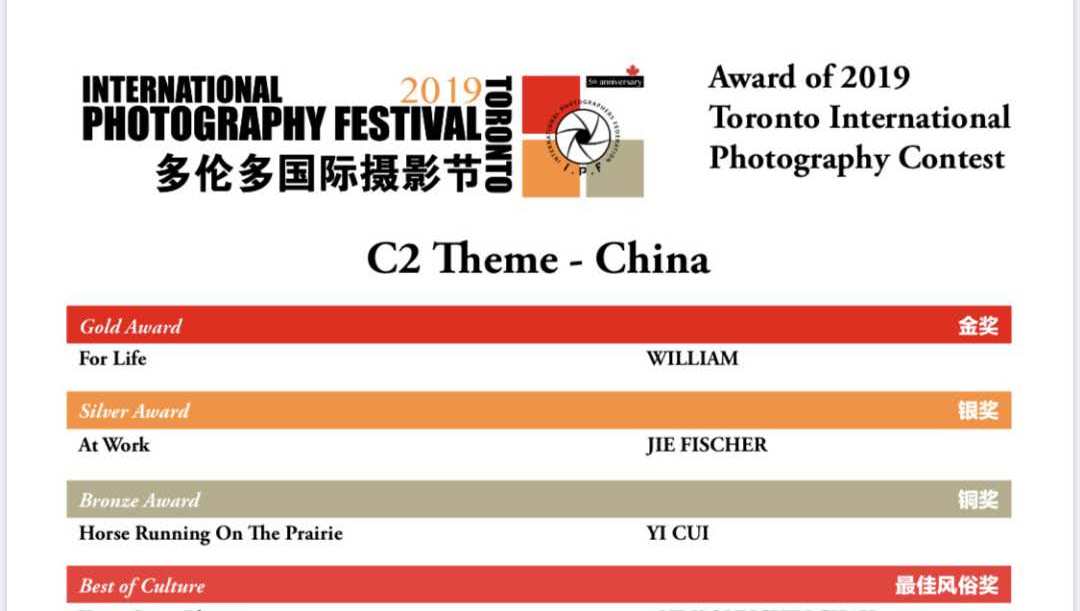 INTERNATIONAL 2019
PHOTOGRAPHY FESTIVAL
TORONTO
多伦多国际摄影节
5th anniversary
INTERNATIONAL PHOTOGRAPHERS FEDERATION
I.P.F
Award of 2019
Toronto International
Photography Contest
C2 Theme - China
Gold Award 金奖
For Life WILLIAM
Silver Award 银奖
At Work JIE FISCHER
Bronze Award 铜奖
Horse Running On The Prairie YI CUI
Best of Culture 最佳风俗奖